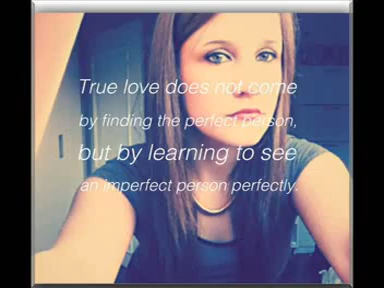 True love does not come
by finding the perfect person,
but by learning to see
an imperfect person perfectly.